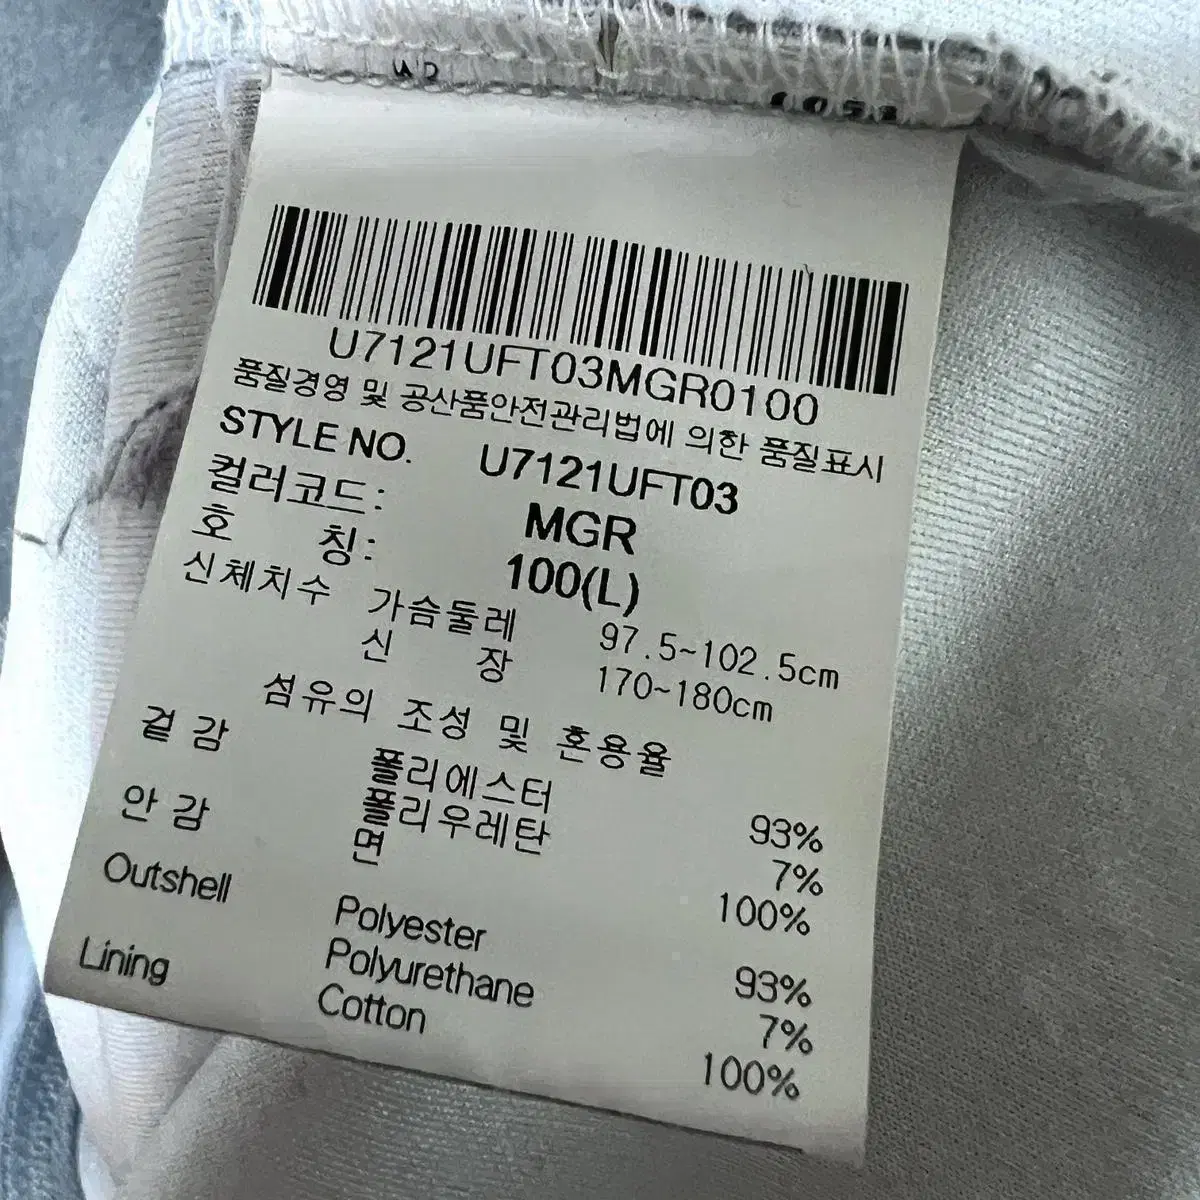 U7121UFT03MGR0100
품질경영 및 공산품안전관리법에 의한 품질표시
STYLE NO. U7121UFT03
컬러코드: MGR
호 칭: 100(L)
신체치수 가슴둘레 97.5~102.5cm
신 장 170~180cm
섬유의 조성 및 혼용율
겉 감 폴리에스터 93%
폴리우레탄 7%
안 감 면 100%
Outshell Polyester 93%
Polyurethane 7%
Lining Cotton 100%